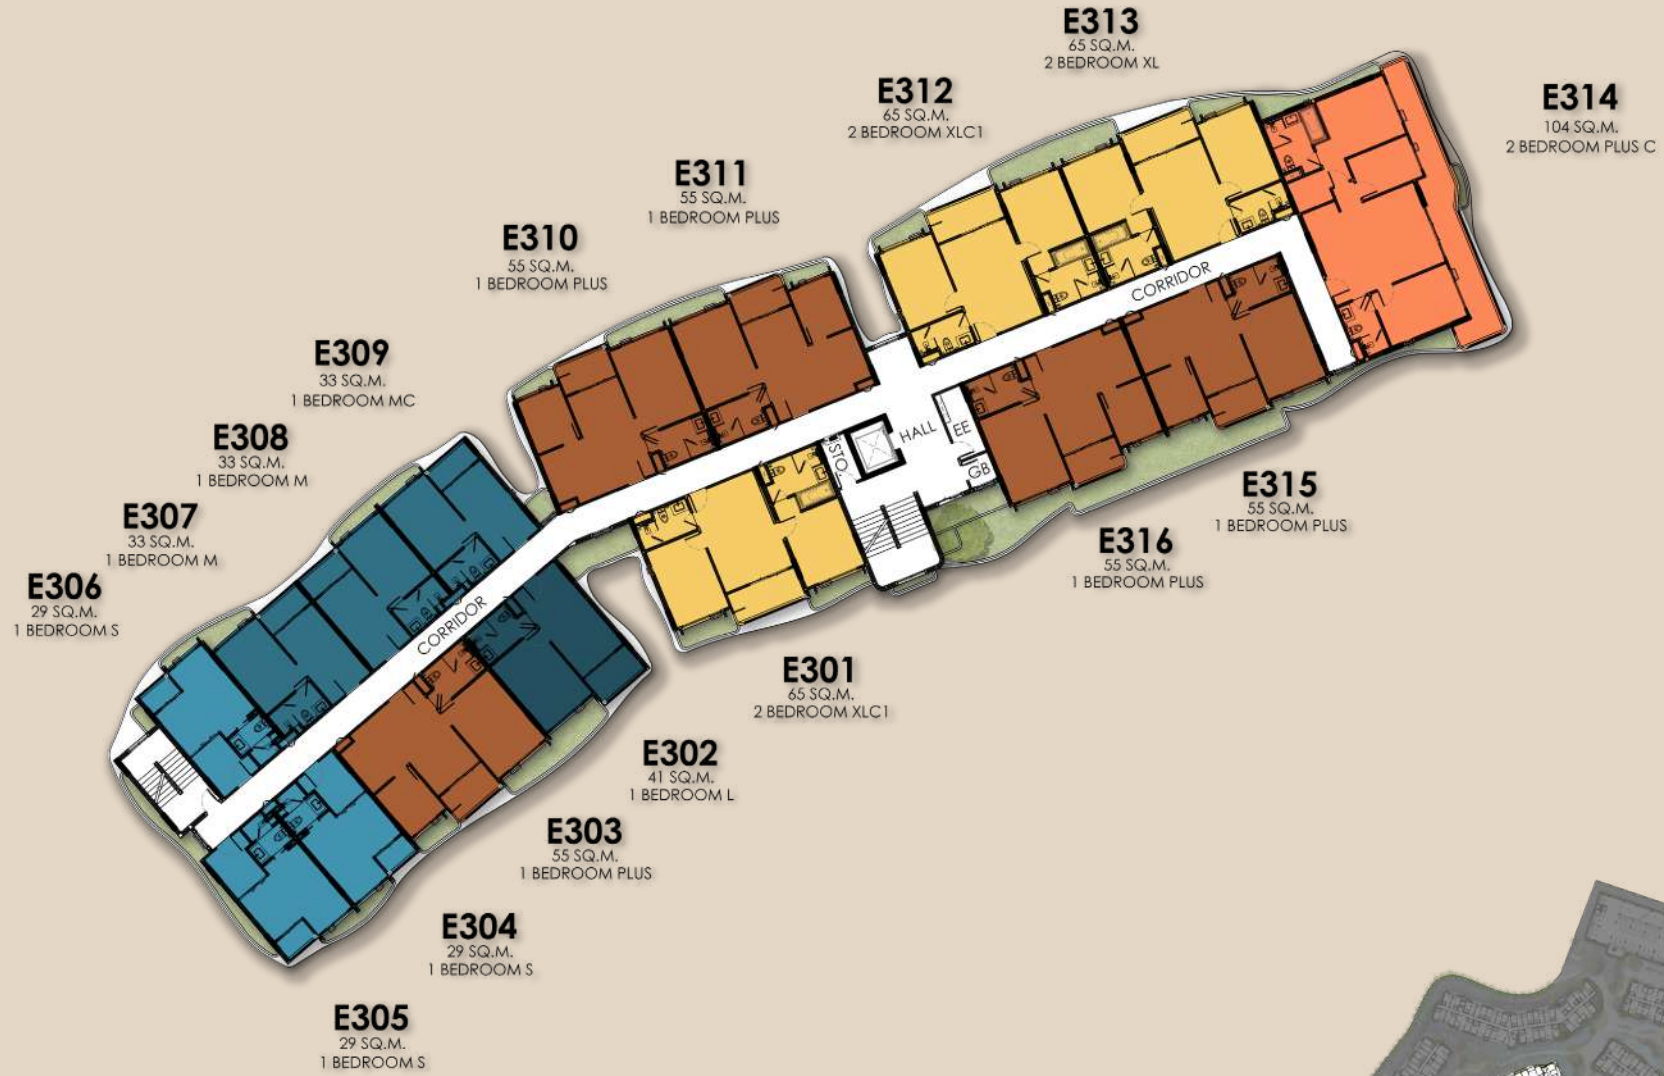 E313
65 SQ.M.
2 BEDROOM XL
E312
65 SQ.M.
2 BEDROOM XLC1
E314
104 SQ.M.
2 BEDROOM PLUS C
E311
55 SQ.M.
1 BEDROOM PLUS
E310
55 SQ.M.
1 BEDROOM PLUS
E309
33 SQ.M.
1 BEDROOM MC
E308
33 SQ.M.
1 BEDROOM M
E307
33 SQ.M.
1 BEDROOM M
E306
29 SQ.M.
1 BEDROOM S
CORRIDOR
HALL
EE
STO.
GB
CORRIDOR
E315
55 SQ.M.
1 BEDROOM PLUS
E316
55 SQ.M.
1 BEDROOM PLUS
E301
65 SQ.M.
2 BEDROOM XLC1
E302
41 SQ.M.
1 BEDROOM L
E303
55 SQ.M.
1 BEDROOM PLUS
E304
29 SQ.M.
1 BEDROOM S
E305
29 SQ.M.
1 BEDROOM S